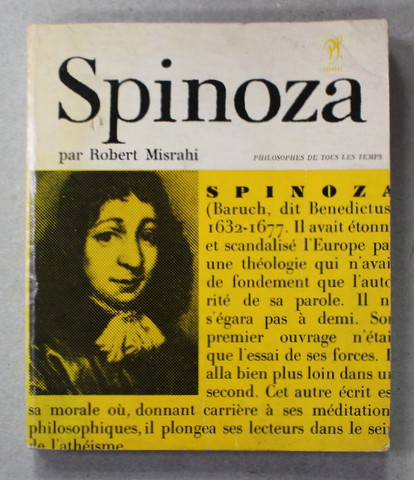 Spinoza
par Robert Misrahi
PHILOSOPHES DE TOUS LES TEMPS
SPINOZA
(Baruch, dit Benedictus
1632-1677. Il avait étonn
et scandalisé l'Europe pa
une théologie qui n'avai
de fondement que l'auto
rité de sa parole. Il n
s'égara pas à demi. So
premier ouvrage n'étai
que l'essai de ses forces. I
alla bien plus loin dans u
second. Cet autre écrit es
sa morale où, donnant carrière à ses méditation
philosophiques, il plongea ses lecteurs dans le sei
de l'athéisme